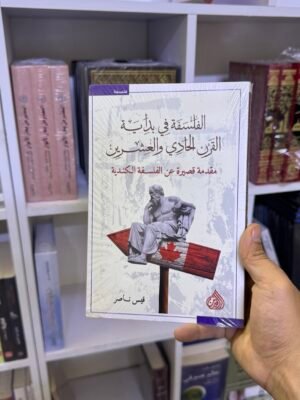 فلسفة
الفلسفة في بداية
القرن الحادي والعشرين
مقدمة قصيرة عن الفلسفة الكندية
قيس ناصر